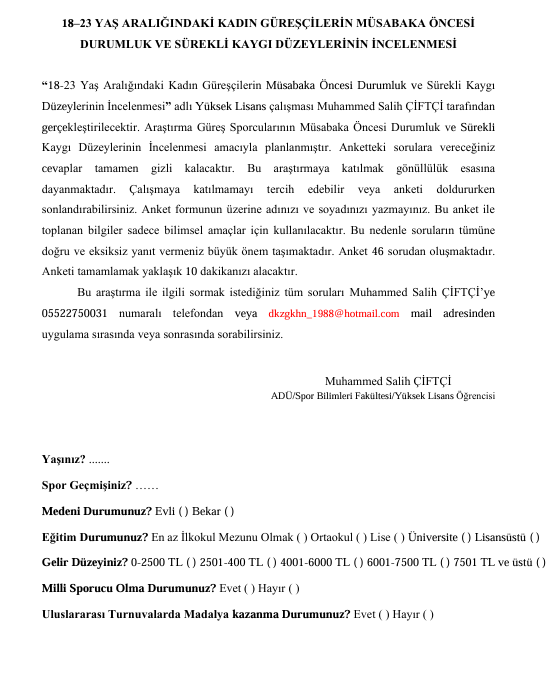 18–23 YAŞ ARALIĞINDAKİ KADIN GÜREŞÇİLERİN MÜSABAKA ÖNCESİ
DURUMLUK VE SÜREKLİ KAYGI DÜZEYLERİNİN İNCELENMESİ
“18-23 Yaş Aralığındaki Kadın Güreşçilerin Müsabaka Öncesi Durumluk ve Sürekli Kaygı
Düzeylerinin İncelenmesi” adlı Yüksek Lisans çalışması Muhammed Salih ÇİFTÇİ tarafından
gerçekleştirilecektir. Araştırma Güreş Sporcularının Müsabaka Öncesi Durumluk ve Sürekli
Kaygı Düzeylerinin İncelenmesi amacıyla planlanmıştır. Anketteki sorulara vereceğiniz
cevaplar tamamen gizli kalacaktır. Bu araştırmaya katılmak gönüllülük esasına
dayanmaktadır. Çalışmaya katılmamayı tercih edebilir veya anketi doldururken
sonlandırabilirsiniz. Anket formunun üzerine adınızı ve soyadınızı yazmayınız. Bu anket ile
toplanan bilgiler sadece bilimsel amaçlar için kullanılacaktır. Bu nedenle soruların tümüne
doğru ve eksiksiz yanıt vermeniz büyük önem taşımaktadır. Anket 46 sorudan oluşmaktadır.
Anketi tamamlamak yaklaşık 10 dakikanızı alacaktır.
Bu araştırma ile ilgili sormak istediğiniz tüm soruları Muhammed Salih ÇİFTÇİ’ye
05522750031 numaralı telefondan veya dkzgkhn_1988@hotmail.com mail adresinden
uygulama sırasında veya sonrasında sorabilirsiniz.
Muhammed Salih ÇİFTÇİ
ADÜ/Spor Bilimleri Fakültesi/Yüksek Lisans Öğrencisi
Yaşınız? .......
Spor Geçmişiniz? ……
Medeni Durumunuz? Evli ( ) Bekar ( )
Eğitim Durumunuz? En az İlkokul Mezunu Olmak ( ) Ortaokul ( ) Lise ( ) Üniversite ( ) Lisansüstü ( )
Gelir Düzeyiniz? 0-2500 TL ( ) 2501-400 TL ( ) 4001-6000 TL ( ) 6001-7500 TL ( ) 7501 TL ve üstü ( )
Milli Sporucu Olma Durumunuz? Evet ( ) Hayır ( )
Uluslararası Turnuvalarda Madalya kazanma Durumunuz? Evet ( ) Hayır ( )